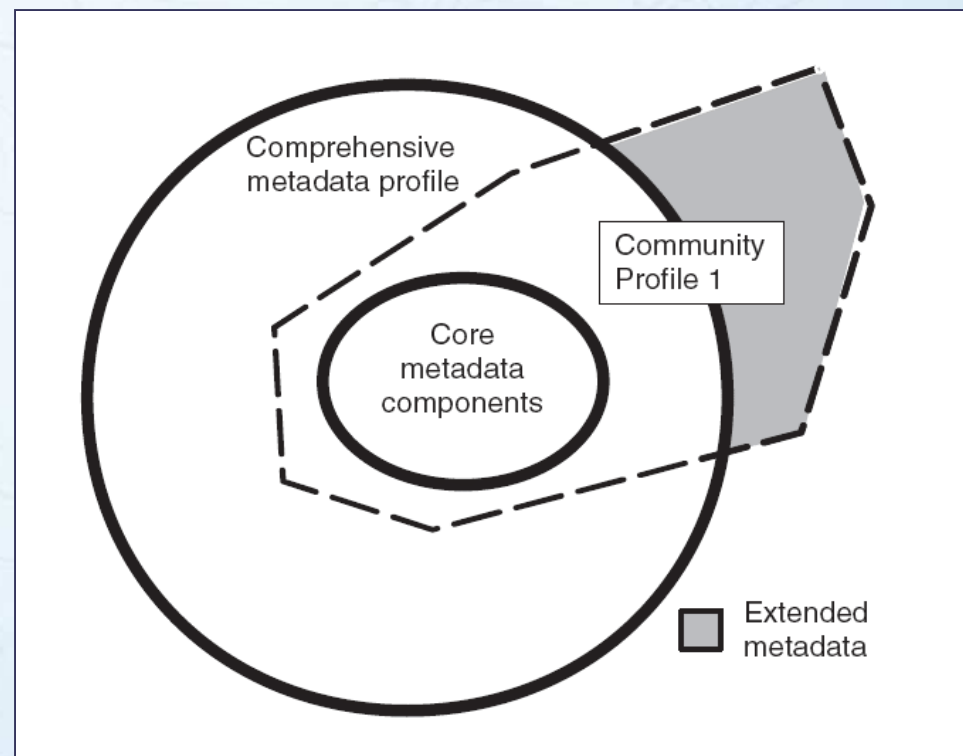 Comprehensive
metadata profile
Community
Profile 1
Core
metadata
components
Extended
metadata